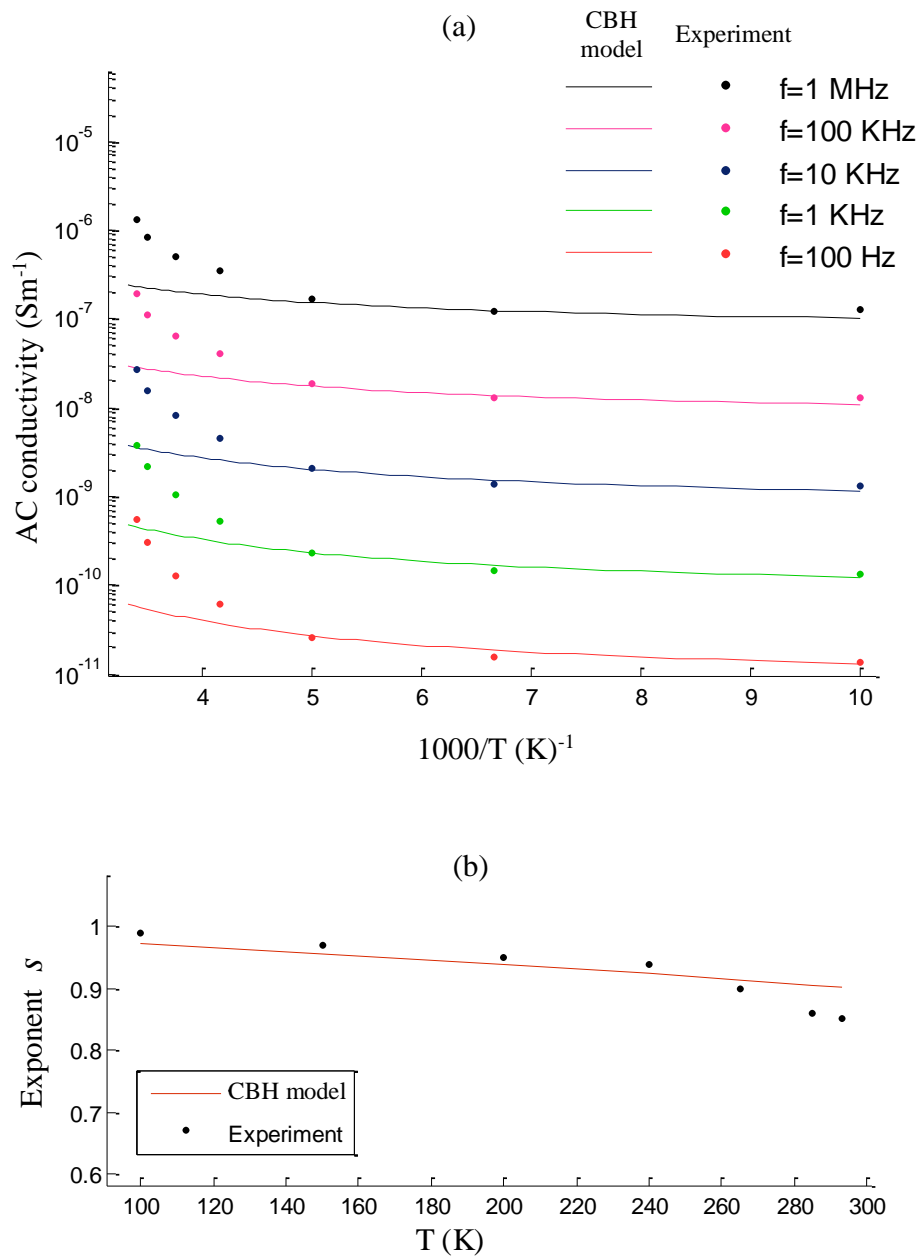 (a)
CBH model Experiment
f=1 MHz
f=100 KHz
f=10 KHz
f=1 KHz
f=100 Hz
10^-5
10^-6
10^-7
10^-8
10^-9
10^-10
10^-11
AC conductivity (Sm^-1)
4 5 6 7 8 9 10
1000/T (K)^-1
(b)
1
0.9
0.8
0.7
0.6
Exponent s
CBH model
Experiment
100 120 140 160 180 200 220 240 260 280 300
T (K)